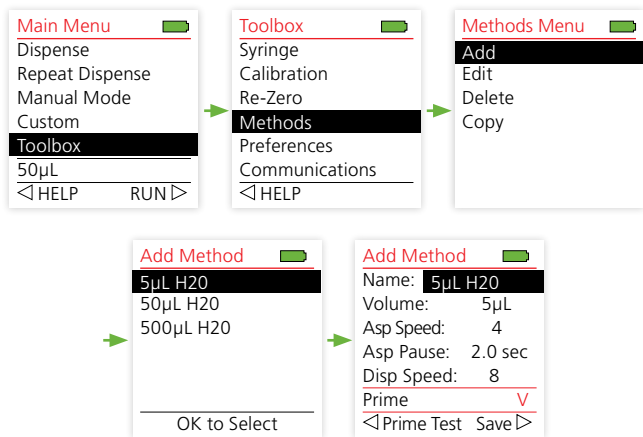 Main Menu
Dispense
Repeat Dispense
Manual Mode
Custom
Toolbox
50µL
HELP RUN
Toolbox
Syringe
Calibration
Re-Zero
Methods
Preferences
Communications
HELP
Methods Menu
Add
Edit
Delete
Copy
Add Method
5µL H20
50µL H20
500µL H20
OK to Select
Add Method
Name: 5µL H20
Volume: 5µL
Asp Speed: 4
Asp Pause: 2.0 sec
Disp Speed: 8
Prime V
Prime Test Save